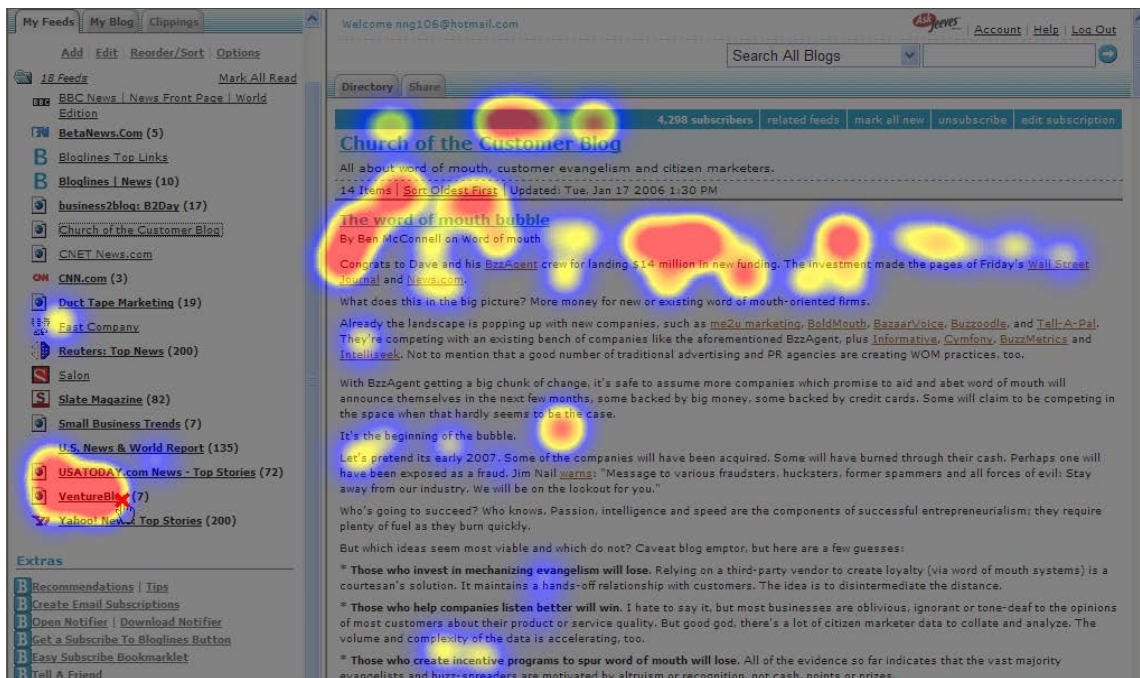 My Feeds My Blog Clippings
Add | Edit | Reorder/Sort | Options
18 Feeds Mark All Read
BBC News | News Front Page | World
Edition
BetaNews.Com (5)
Bloglines Top Links
Bloglines | News (10)
business2blog: B2Day (17)
Church of the Customer Blog
CNET News.com
CNN.com (3)
Duct Tape Marketing (19)
Fast Company
Reuters: Top News (200)
Salon
Slate Magazine (82)
Small Business Trends (7)
U.S. News & World Report (135)
USATODAY.com News - Top Stories (72)
VentureBlog (7)
Yahoo! News: Top Stories (200)
Extras
Recommendations | Tips
Create Email Subscriptions
Open Notifier | Download Notifier
Get a Subscribe To Bloglines Button
Easy Subscribe Bookmarklet
Tell A Friend
Welcome nng106@hotmail.com
Ask Jeeves Account | Help | Log Out
Search All Blogs
Directory Share
4,298 subscribers | related feeds | mark all new | unsubscribe | edit subscription
Church of the Customer Blog
All about word of mouth, customer evangelism and citizen marketers.
14 Items | Sort Oldest First | Updated: Tue, Jan 17 2006 1:30 PM
The word of mouth bubble
By Ben McConnell on Word of mouth
Congrats to Dave and his BzzAgent crew for landing $14 million in new funding. The investment made the pages of Friday's Wall Street
Journal and News.com.
What does this in the big picture? More money for new or existing word of mouth-oriented firms.
Already the landscape is popping up with new companies, such as me2u marketing, BoldMouth, BazaarVoice, Buzzoodle, and Tell-A-Pal.
They're competing with an existing bench of companies like the aforementioned BzzAgent, plus Informative, Cymfony, BuzzMetrics and
Intelliseek. Not to mention that a good number of traditional advertising and PR agencies are creating WOM practices, too.
With BzzAgent getting a big chunk of change, it's safe to assume more companies which promise to aid and abet word of mouth will
announce themselves in the next few months, some backed by big money, some backed by credit cards. Some will claim to be competing in
the space when that hardly seems to be the case.
It's the beginning of the bubble.
Let's pretend its early 2007. Some of the companies will have been acquired. Some will have burned through their cash. Perhaps one will
have been exposed as a fraud. Jim Nail warns: "Message to various fraudsters, hucksters, former spammers and all forces of evil: Stay
away from our industry. We will be on the lookout for you."
Who's going to succeed? Who knows. Passion, intelligence and speed are the components of successful entrepreneurialism; they require
plenty of fuel as they burn quickly.
But which ideas seem most viable and which do not? Caveat blog emptor, but here are a few guesses:
* Those who invest in mechanizing evangelism will lose. Relying on a third-party vendor to create loyalty (via word of mouth systems) is a
courtesan's solution. It maintains a hands-off relationship with customers. The idea is to disintermediate the distance.
* Those who help companies listen better will win. I hate to say it, but most businesses are oblivious, ignorant or tone-deaf to the opinions
of most customers about their product or service quality. But good god, there's a lot of citizen marketer data to collate and analyze. The
volume and complexity of the data is accelerating, too.
* Those who create incentive programs to spur word of mouth will lose. All of the evidence so far indicates that the vast majority
evangelists and buzz-spreaders are motivated by altruism or recognition, not cash, points or prizes.